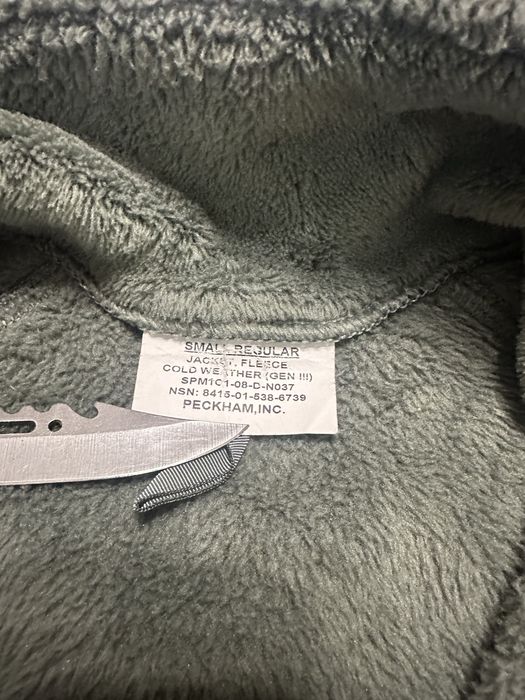 SMALL REGULAR
JACKET, FLEECE
COLD WEATHER (GEN III)
SPM1C1-08-D-N037
NSN: 8415-01-538-6739
PECKHAM,INC.